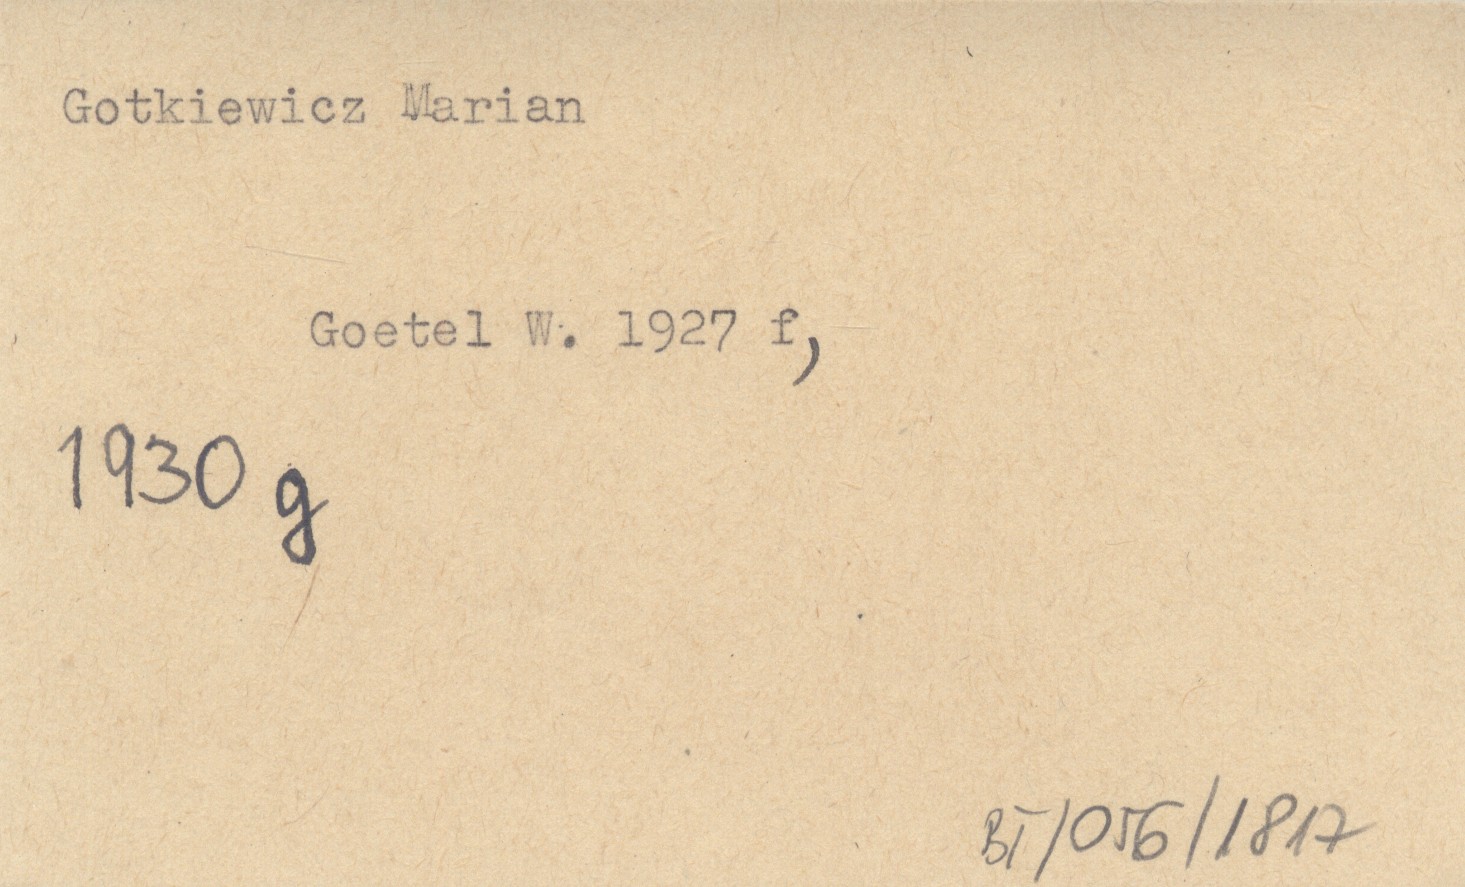 Gotkiewicz Marian
Goetel W. 1927 f,
1930 g
BT/056/1817